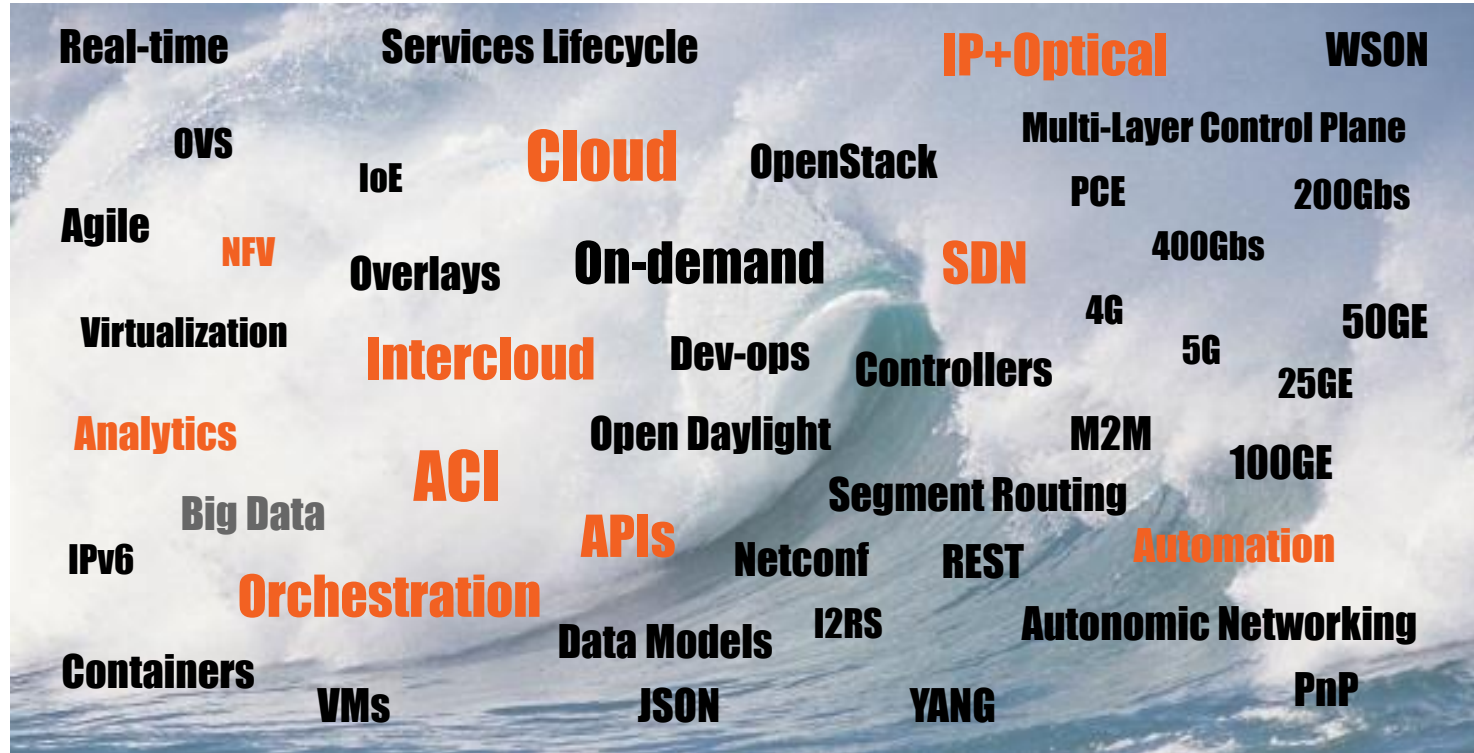 Real-time
Services Lifecycle
IP+Optical
WSON
OVS
IoE
Cloud
OpenStack
Multi-Layer Control Plane
PCE
200Gbs
Agile
NFV
Overlays
On-demand
SDN
400Gbs
4G
50GE
Virtualization
Intercloud
Dev-ops
Controllers
5G
25GE
Analytics
ACI
Open Daylight
M2M
100GE
Big Data
Segment Routing
IPv6
APIs
Netconf
REST
Automation
Orchestration
Data Models
I2RS
Autonomic Networking
Containers
VMs
JSON
YANG
PnP